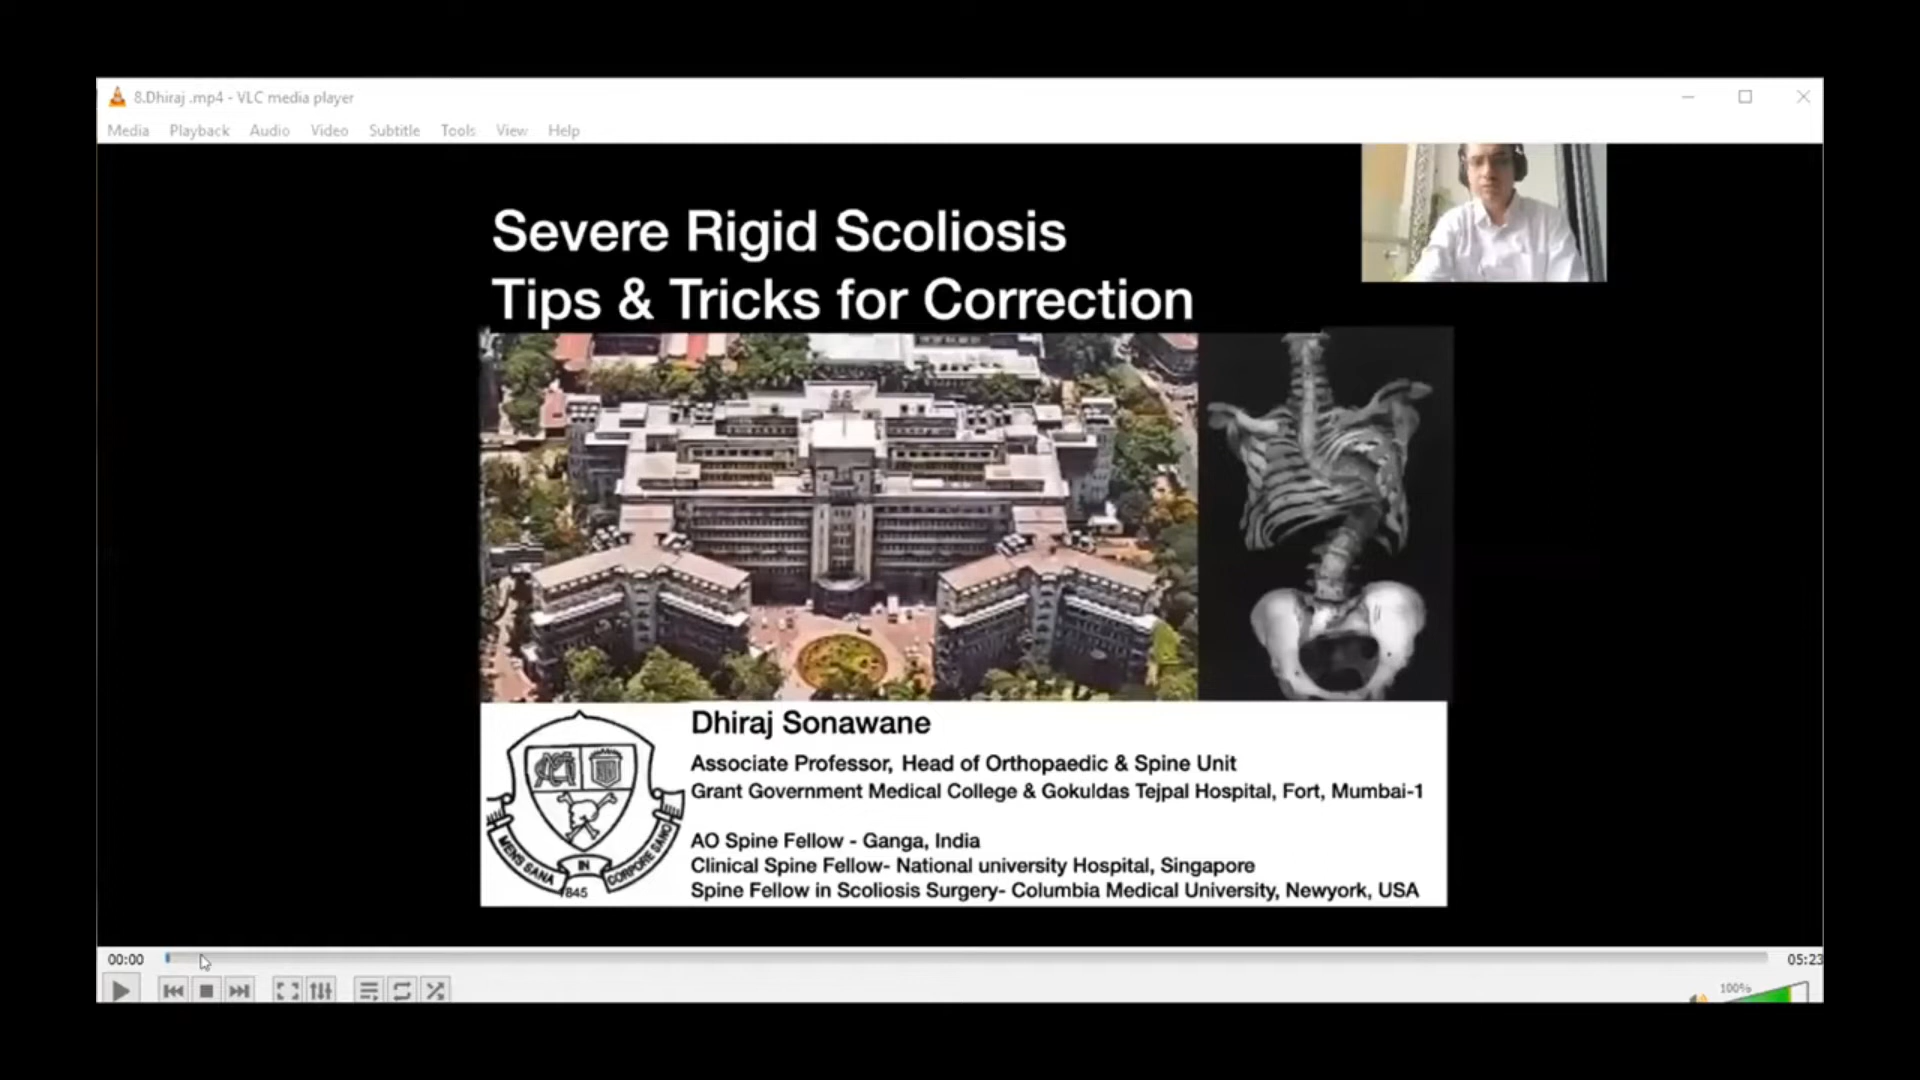 8.Dhiraj .mp4 - VLC media player
Media Playback Audio Video Subtitle Tools View Help
Severe Rigid Scoliosis
Tips & Tricks for Correction
Dhiraj Sonawane
Associate Professor, Head of Orthopaedic & Spine Unit
Grant Government Medical College & Gokuldas Tejpal Hospital, Fort, Mumbai-1
AO Spine Fellow - Ganga, India
Clinical Spine Fellow- National university Hospital, Singapore
Spine Fellow in Scoliosis Surgery- Columbia Medical University, Newyork, USA
MENS SANA IN CORPORE SANO
1845
00:00
05:23
100%